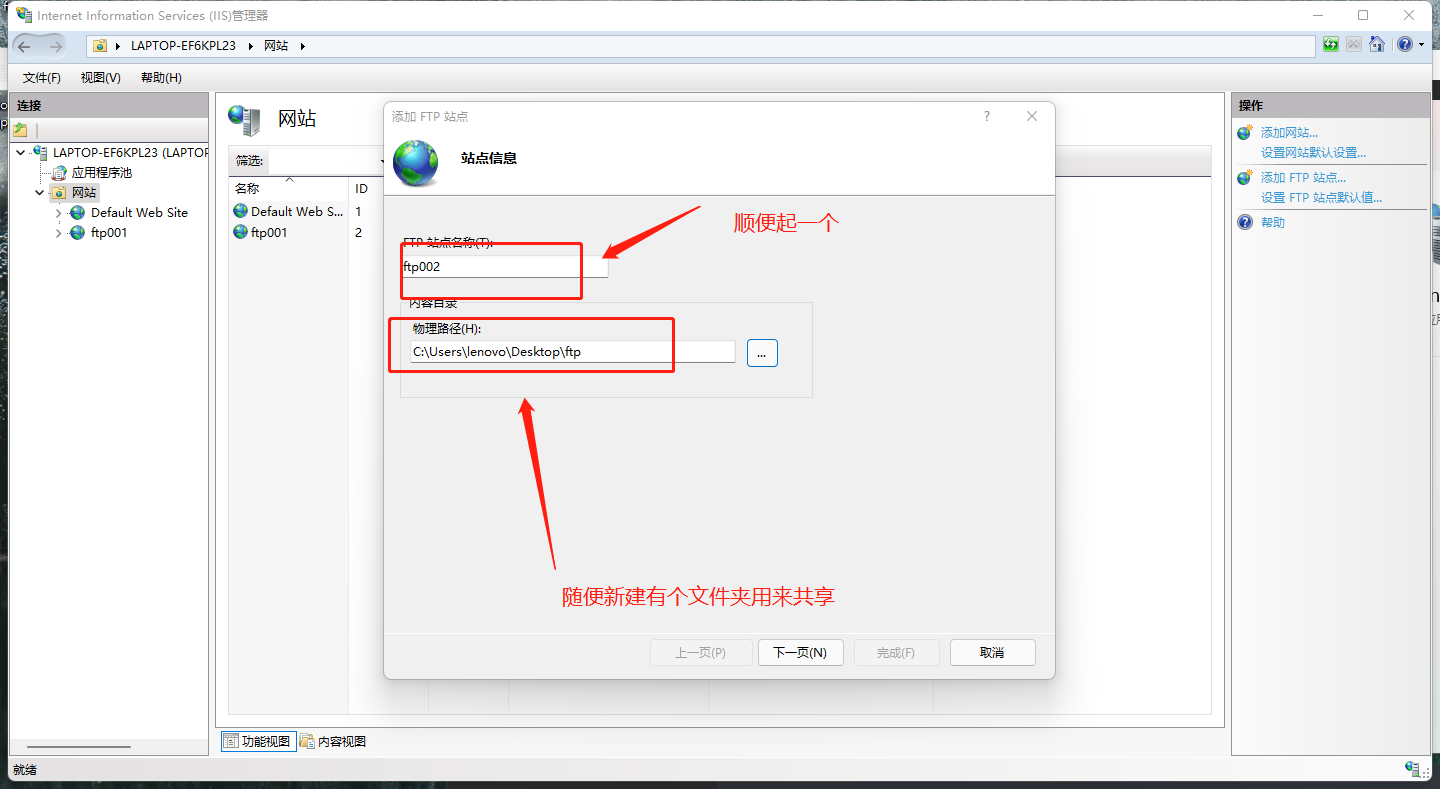 Internet Information Services (IIS)管理器
LAPTOP-EF6KPL23
网站
文件(F) 视图(V) 帮助(H)
连接
LAPTOP-EF6KPL23 (LAPTOP
应用程序池
网站
Default Web Site
ftp001
网站
筛选:
名称 ID
Default Web S... 1
ftp001 2
添加 FTP 站点
?
站点信息
顺便起一个
FTP 站点名称(T):
ftp002
内容目录
物理路径(H):
C:\Users\lenovo\Desktop\ftp
...
随便新建有个文件夹用来共享
上一页(P) 下一页(N) 完成(F) 取消
操作
添加网站...
设置网站默认设置...
添加 FTP 站点...
设置 FTP 站点默认值...
帮助
功能视图 内容视图
就绪